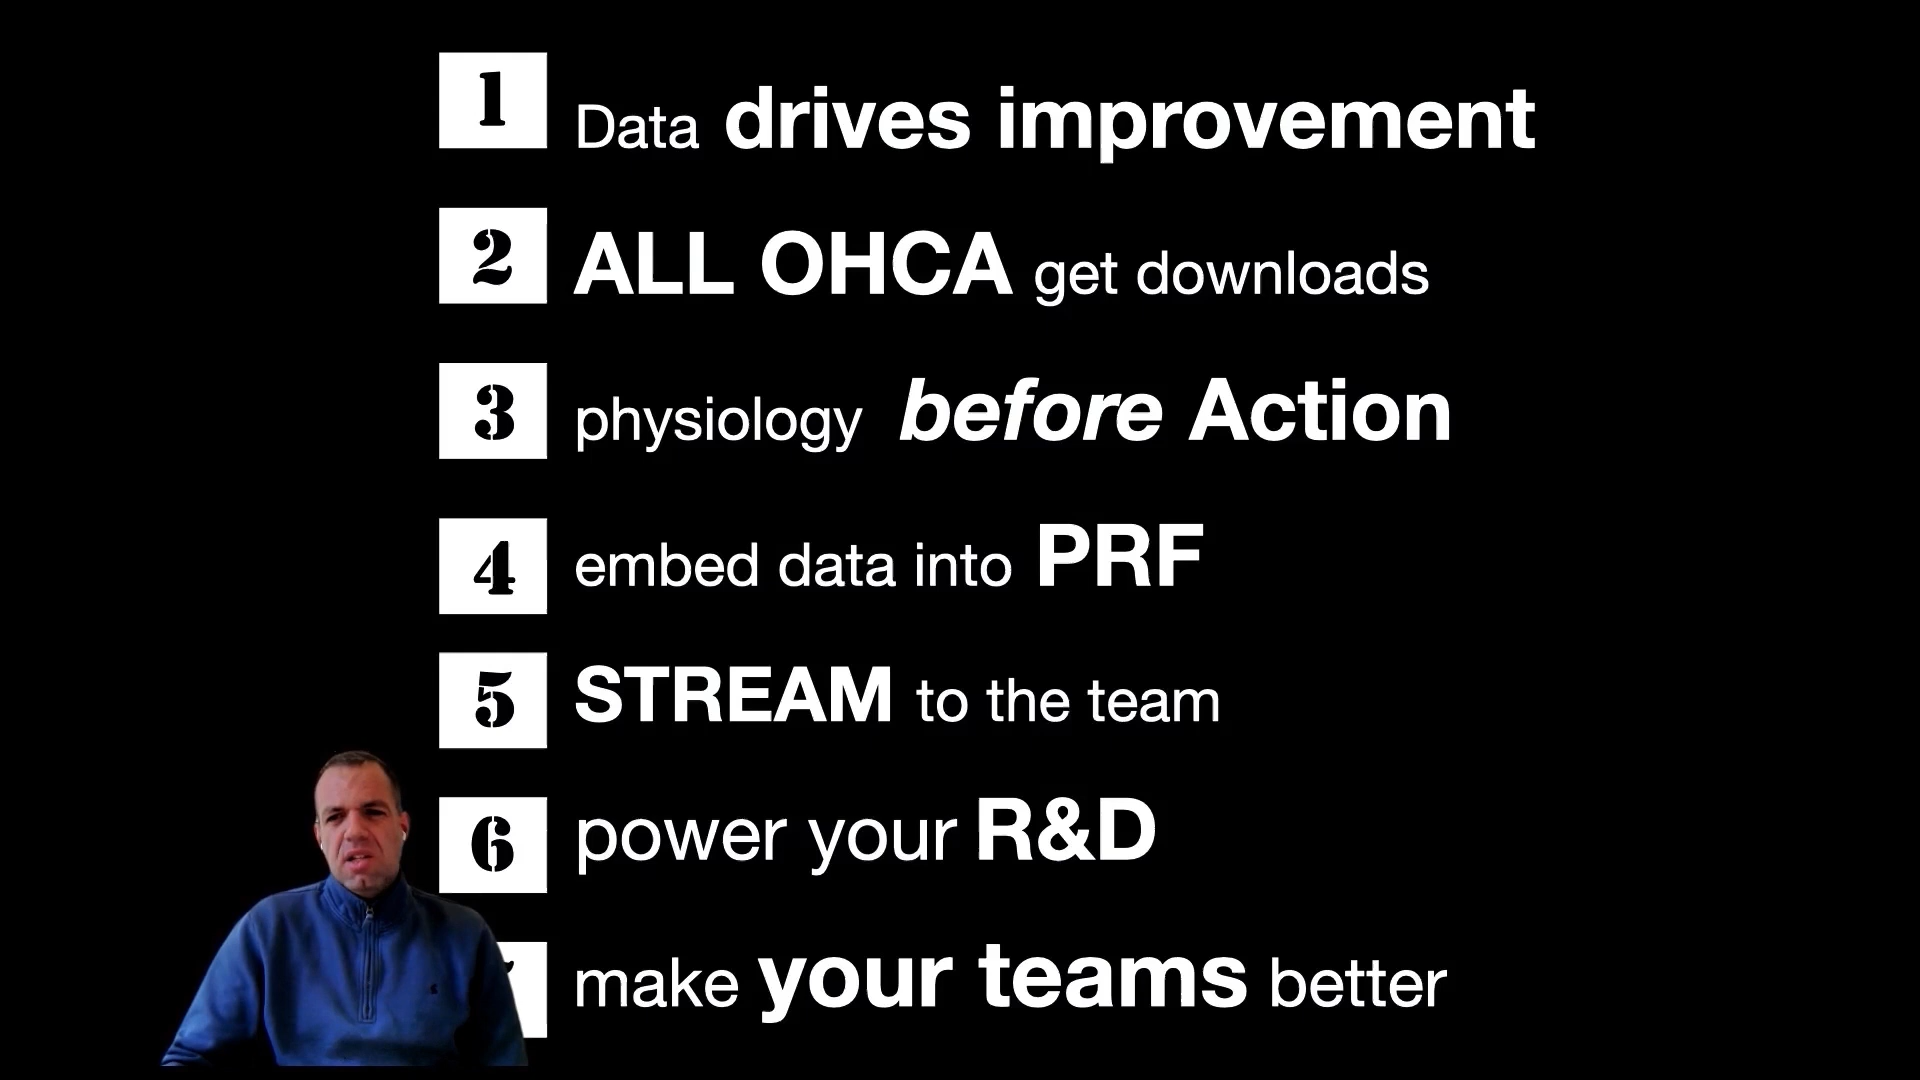 1 Data drives improvement
2 ALL OHCA get downloads
3 physiology before Action
4 embed data into PRF
5 STREAM to the team
6 power your R&D
make your teams better